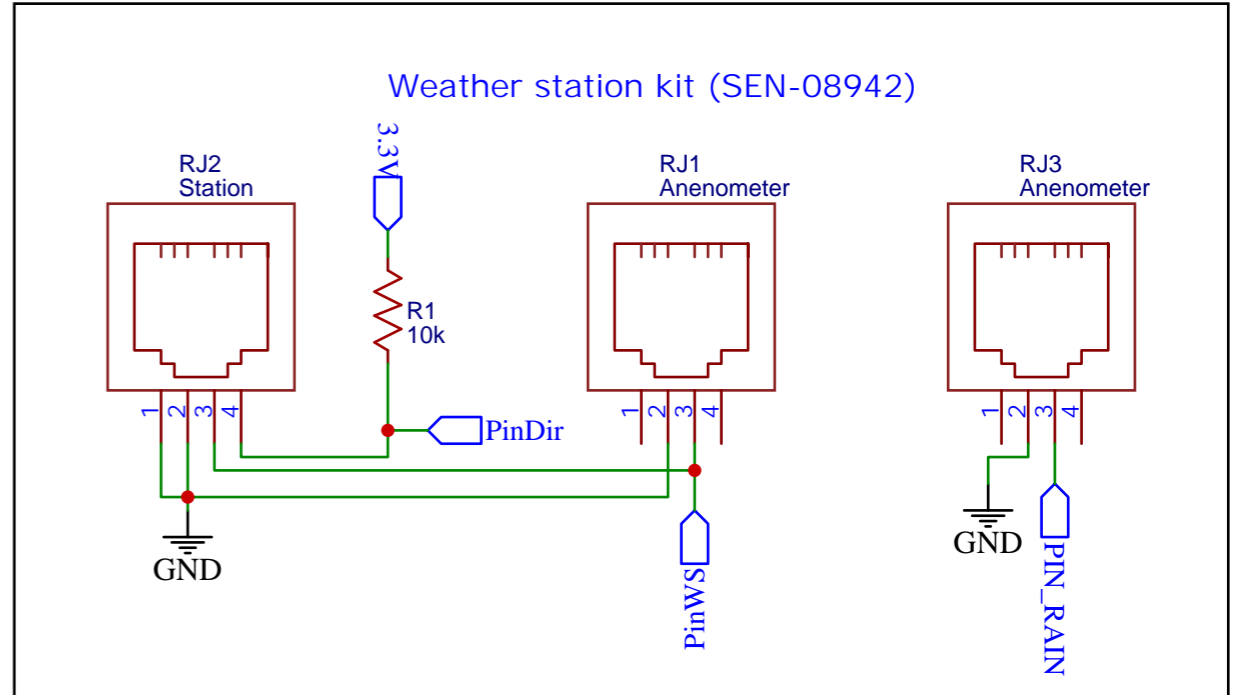 Weather station kit (SEN-08942)
3.3V
RJ2
Station
RJ1
Anenometer
RJ3
Anenometer
R1
10k
1
2
3
4
1
2
3
4
1
2
3
4
PinDir
GND
PinWS
GND
PIN_RAIN